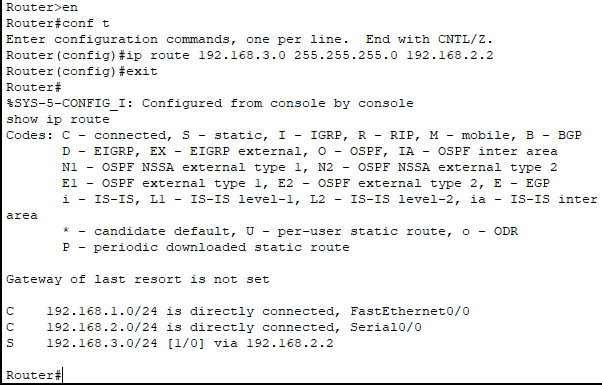 Router>en
Router#conf t
Enter configuration commands, one per line.  End with CNTL/Z.
Router(config)#ip route 192.168.3.0 255.255.255.0 192.168.2.2
Router(config)#exit
Router#
%SYS-5-CONFIG_I: Configured from console by console
show ip route
Codes: C - connected, S - static, I - IGRP, R - RIP, M - mobile, B - BGP
       D - EIGRP, EX - EIGRP external, O - OSPF, IA - OSPF inter area
       N1 - OSPF NSSA external type 1, N2 - OSPF NSSA external type 2
       E1 - OSPF external type 1, E2 - OSPF external type 2, E - EGP
       i - IS-IS, L1 - IS-IS level-1, L2 - IS-IS level-2, ia - IS-IS inter
area
       * - candidate default, U - per-user static route, o - ODR
       P - periodic downloaded static route
Gateway of last resort is not set
C    192.168.1.0/24 is directly connected, FastEthernet0/0
C    192.168.2.0/24 is directly connected, Serial0/0
S    192.168.3.0/24 [1/0] via 192.168.2.2
Router#